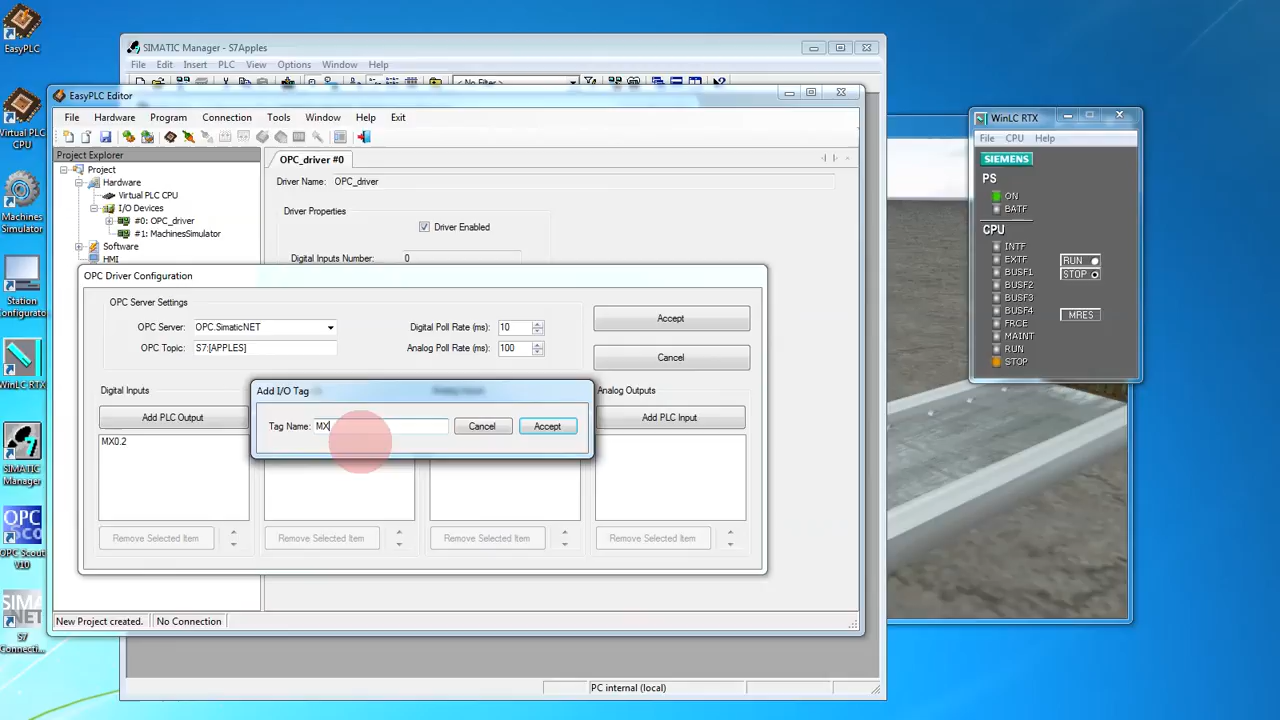 EasyPLC
Virtual PLC
CPU
Machines
Simulator
Station
Configurato
WinLC RTX
SIMATIC
Manager
OPC Scout
V10
S7
Connecti...
SIMATIC Manager - S7Apples
File Edit Insert PLC View Options Window Help
< No Filter >
EasyPLC Editor
File Hardware Program Connection Tools Window Help Exit
Project Explorer
Project
Hardware
Virtual PLC CPU
I/O Devices
#0: OPC_driver
#1: MachinesSimulator
Software
HMI
OPC_driver #0
Driver Name: OPC_driver
Driver Properties
Driver Enabled
Digital Inputs Number: 0
OPC Driver Configuration
OPC Server Settings
OPC Server: OPC.SimaticNET
OPC Topic: S7:[APPLES]
Digital Poll Rate (ms): 10
Analog Poll Rate (ms): 100
Accept
Cancel
Digital Inputs
Analog Outputs
Add PLC Output
Add PLC Input
MX0.2
Add I/O Tag
Tag Name: MX
Cancel
Accept
Remove Selected Item
Remove Selected Item
Remove Selected Item
Remove Selected Item
New Project created. No Connection
PC internal (local)
WinLC RTX
File CPU Help
SIEMENS
PS
ON
BATF
CPU
INTF
EXTF
BUSF1
BUSF2
BUSF3
BUSF4
FRCE
MAINT
RUN
STOP
RUN
STOP
MRES